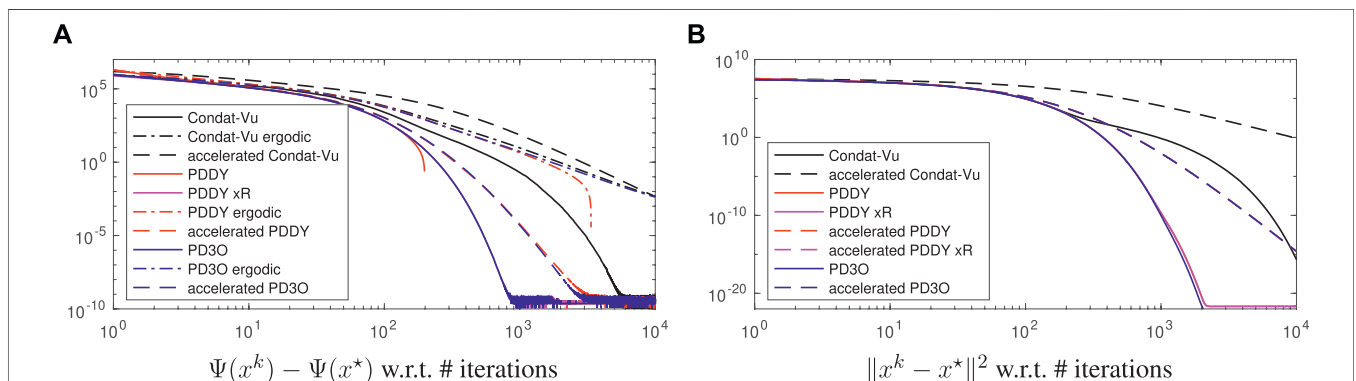 A
10^5
10^0
10^-5
10^-10
Condat-Vu
Condat-Vu ergodic
accelerated Condat-Vu
PDDY
PDDY xR
PDDY ergodic
accelerated PDDY
PD3O
PD3O ergodic
accelerated PD3O
10^0 10^1 10^2 10^3 10^4
Ψ(x^k) − Ψ(x^⋆) w.r.t. # iterations
B
10^10
10^0
10^-10
10^-20
Condat-Vu
accelerated Condat-Vu
PDDY
PDDY xR
accelerated PDDY
accelerated PDDY xR
PD3O
accelerated PD3O
10^0 10^1 10^2 10^3 10^4
‖x^k − x^⋆‖^2 w.r.t. # iterations